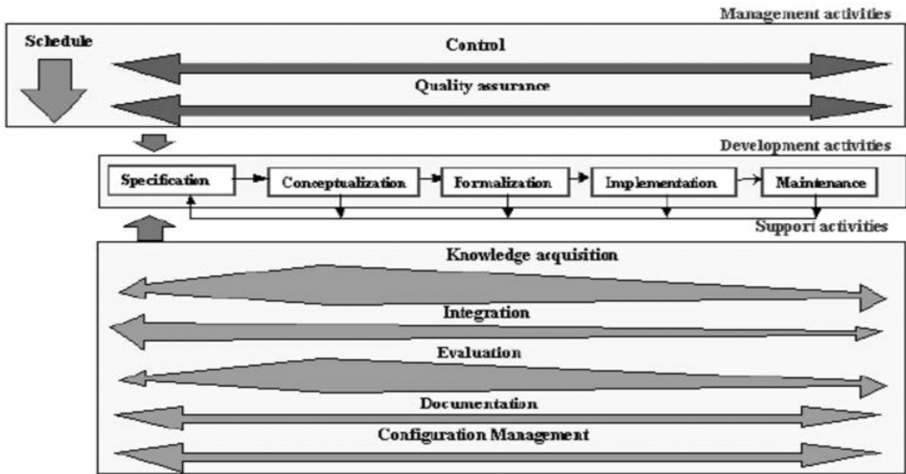 Management activities
Schedule
Control
Quality assurance
Development activities
Specification
Conceptualization
Formalization
Implementation
Maintenance
Support activities
Knowledge acquisition
Integration
Evaluation
Documentation
Configuration Management